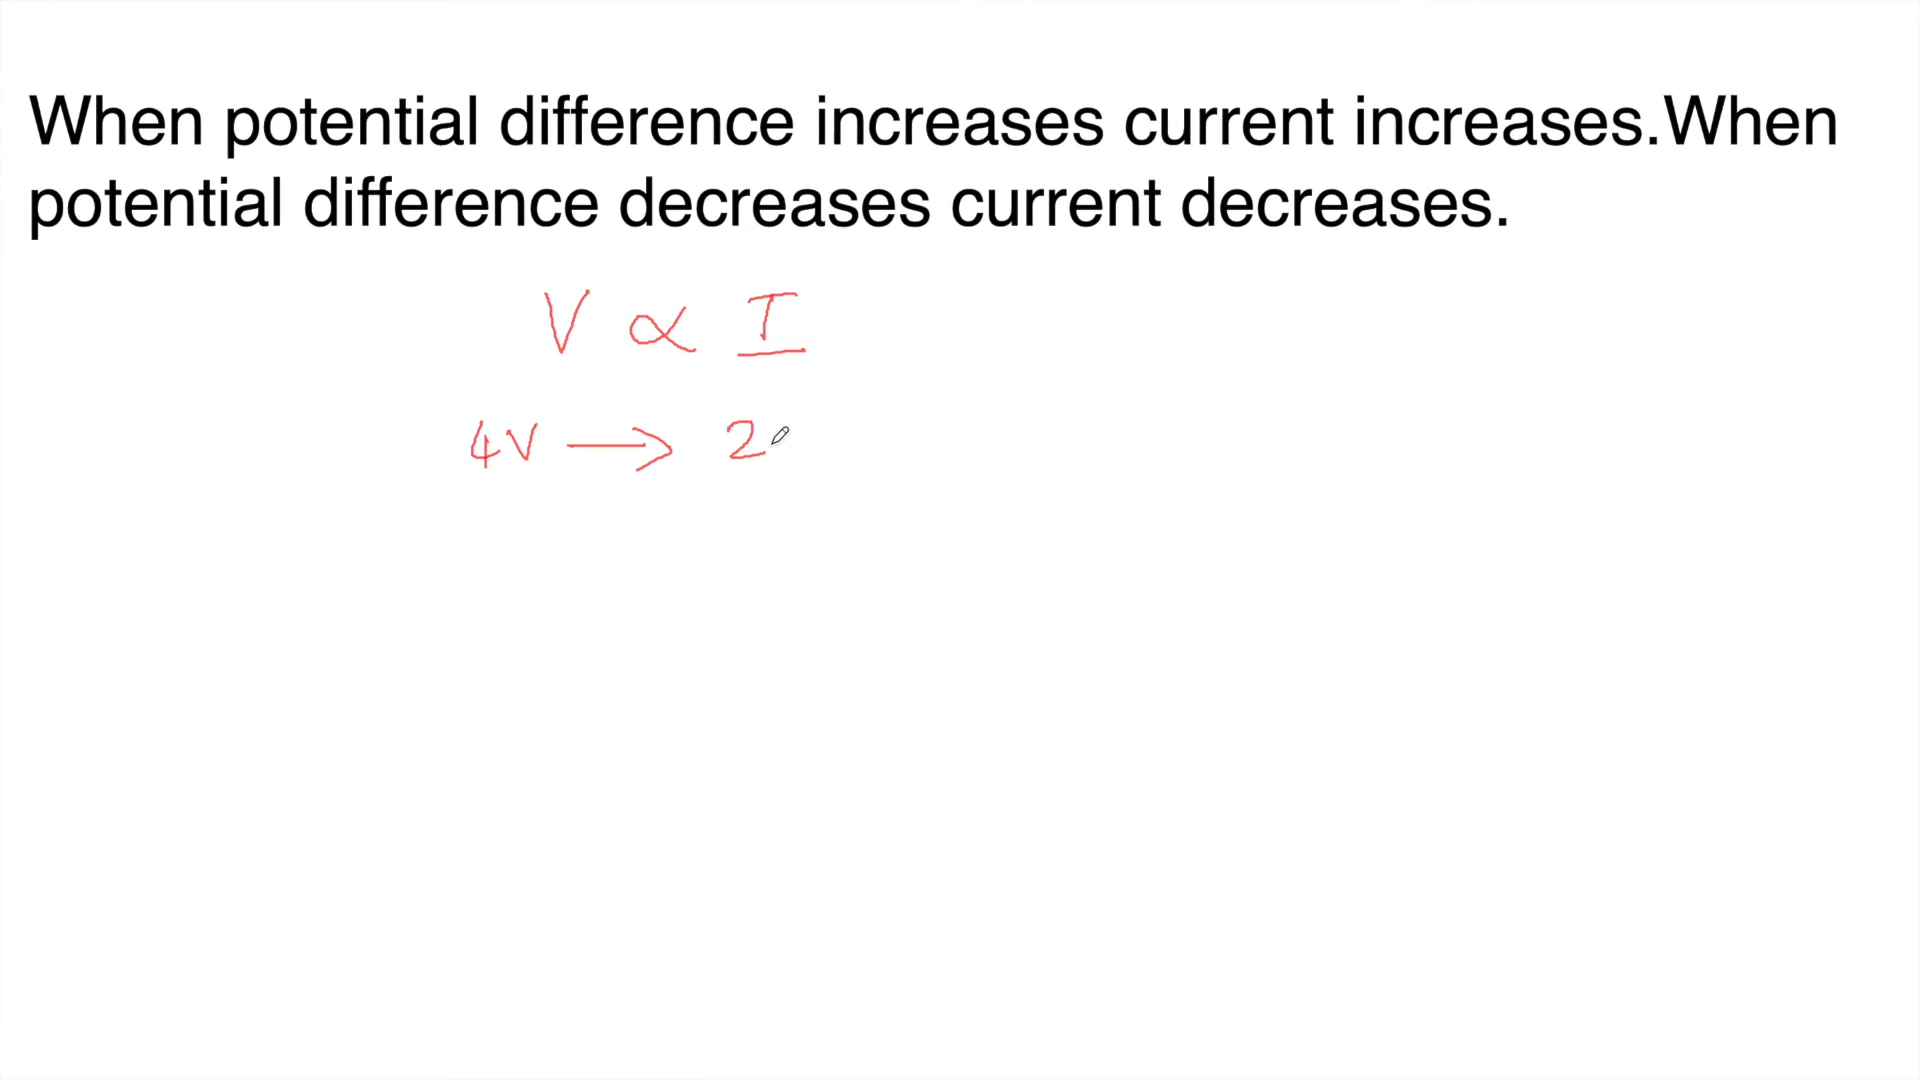 When potential difference increases current increases.When
potential difference decreases current decreases.
V ∝ I
4V → 2